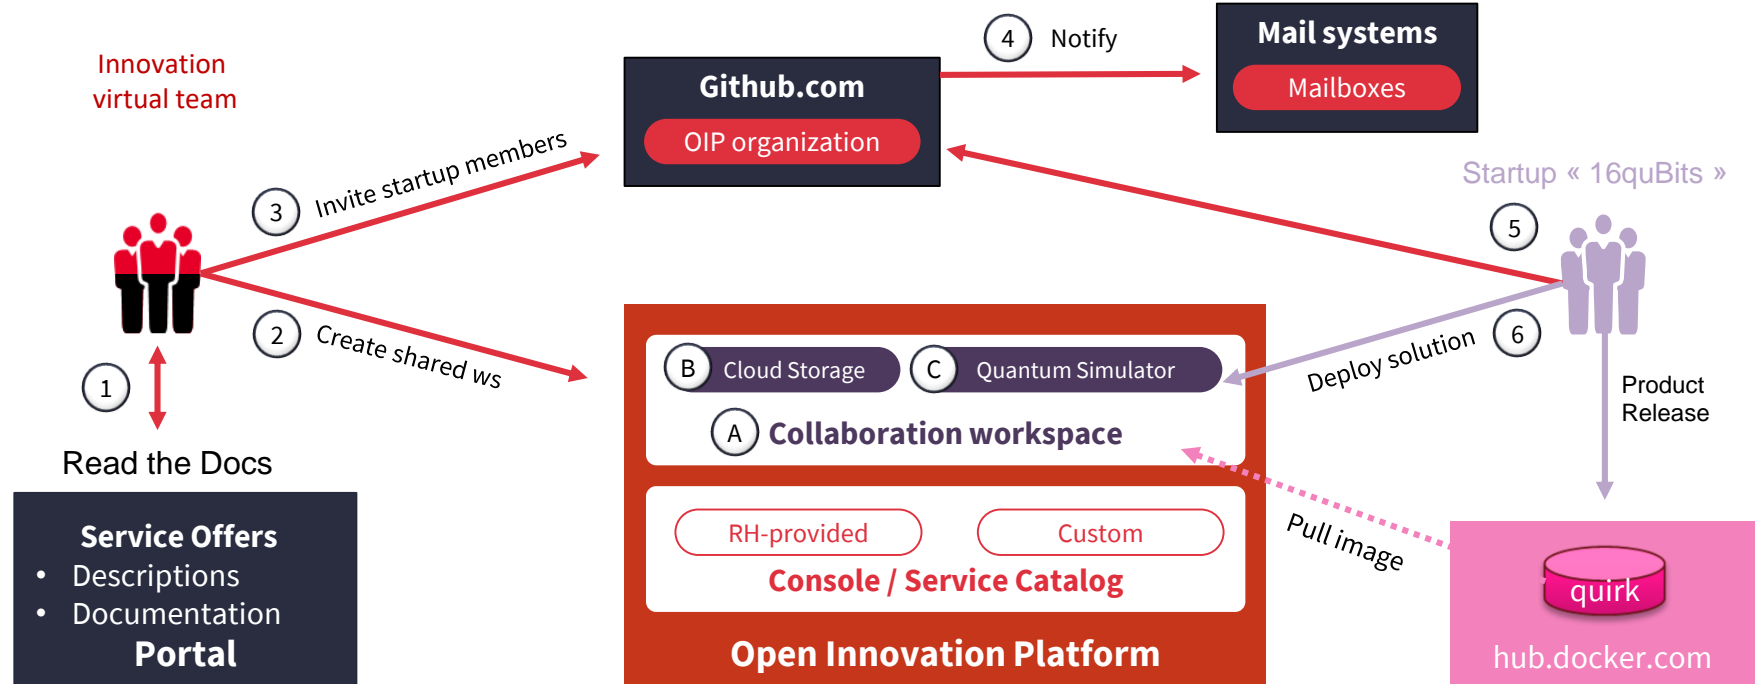 Innovation
virtual team
4
Notify
Mail systems
Mailboxes
Github.com
OIP organization
3
Invite startup members
Startup « 16quBits »
5
2
Create shared ws
6
Deploy solution
1
Read the Docs
B
Cloud Storage
C
Quantum Simulator
A
Collaboration workspace
Product
Release
Pull image
RH-provided
Custom
Console / Service Catalog
Open Innovation Platform
Service Offers
• Descriptions
• Documentation
Portal
quirk
hub.docker.com